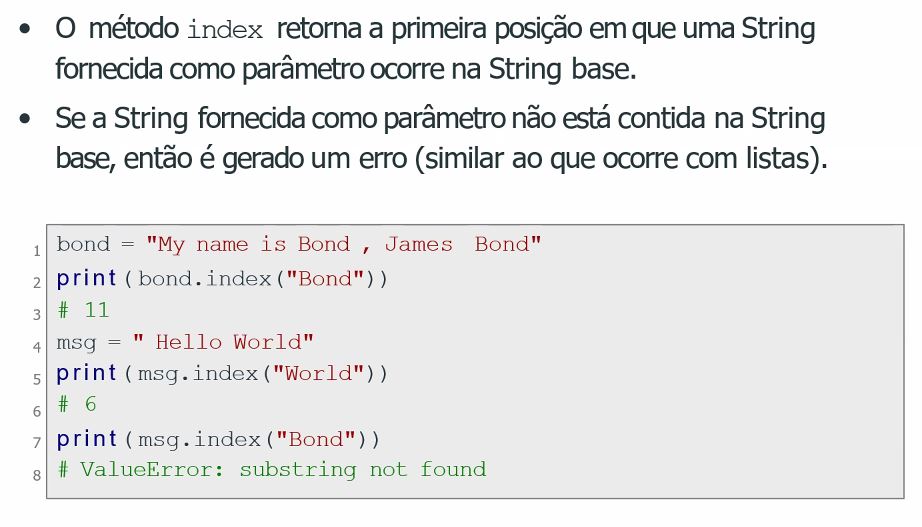 • O método index retorna a primeira posição em que uma String
fornecida como parâmetro ocorre na String base.
• Se a String fornecida como parâmetro não está contida na String
base, então é gerado um erro (similar ao que ocorre com listas).
1 bond = "My name is Bond , James  Bond"
2 print(bond.index("Bond"))
3 # 11
4 msg = " Hello World"
5 print(msg.index("World"))
6 # 6
7 print(msg.index("Bond"))
8 # ValueError: substring not found